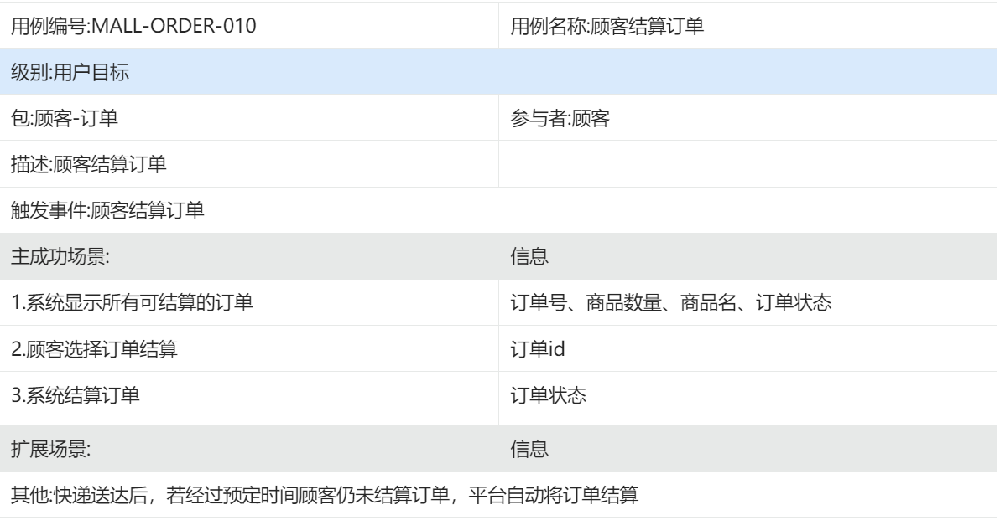 用例编号:MALL-ORDER-010
用例名称:顾客结算订单
级别:用户目标
包:顾客-订单
参与者:顾客
描述:顾客结算订单
触发事件:顾客结算订单
主成功场景:
信息
1.系统显示所有可结算的订单
订单号、商品数量、商品名、订单状态
2.顾客选择订单结算
订单id
3.系统结算订单
订单状态
扩展场景:
信息
其他:快递送达后，若经过预定时间顾客仍未结算订单，平台自动将订单结算